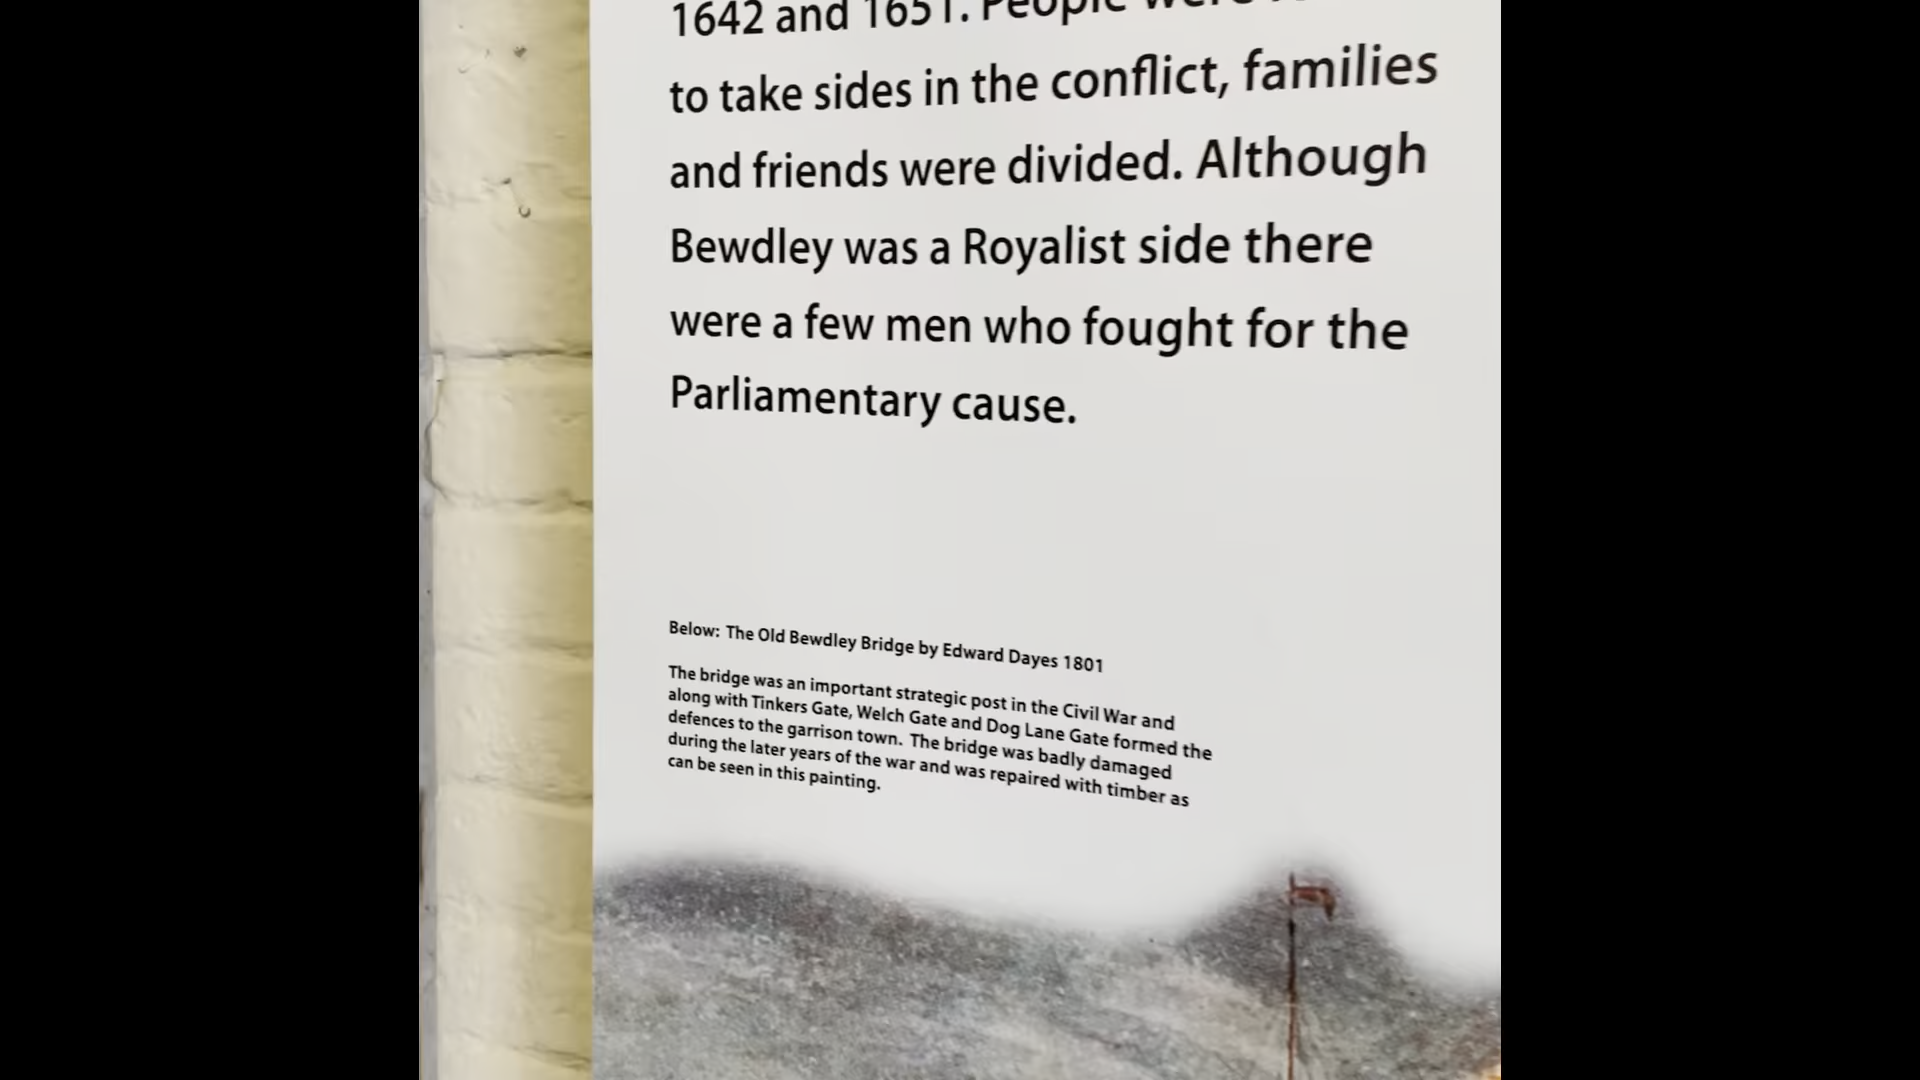 1642 and 1651. People were
to take sides in the conflict, families
and friends were divided. Although
Bewdley was a Royalist side there
were a few men who fought for the
Parliamentary cause.
Below: The Old Bewdley Bridge by Edward Dayes 1801
The bridge was an important strategic post in the Civil War and
along with Tinkers Gate, Welch Gate and Dog Lane Gate formed the
defences to the garrison town. The bridge was badly damaged
during the later years of the war and was repaired with timber as
can be seen in this painting.